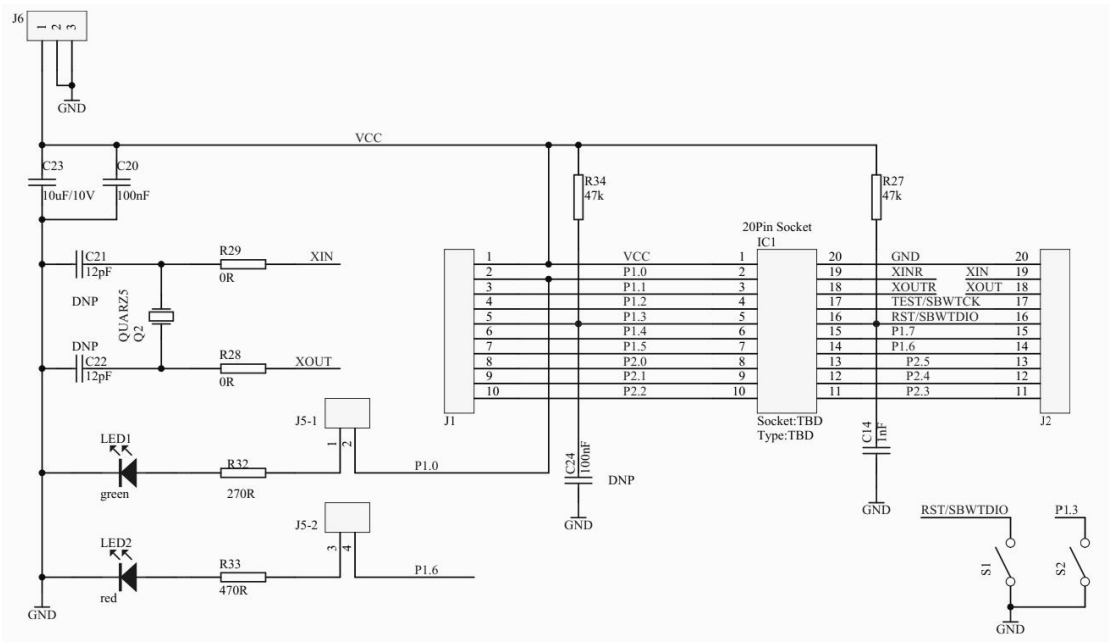 J6
1 2 3
GND
VCC
C23 C20
10uF/10V 100nF
R34 R27
47k 47k
20Pin Socket
IC1
C21 R29 XIN
12pF 0R
DNP
QUARZ5
Q2
DNP
C22 R28 XOUT
12pF 0R
1 VCC 1 20 GND 20
2 P1.0 2 19 XINR XIN 19
3 P1.1 3 18 XOUTR XOUT 18
4 P1.2 4 17 TEST/SBWTCK 17
5 P1.3 5 16 RST/SBWTDIO 16
6 P1.4 6 15 P1.7 15
7 P1.5 7 14 P1.6 14
8 P2.0 8 13 P2.5 13
9 P2.1 9 12 P2.4 12
10 P2.2 10 11 P2.3 11
J1 Socket:TBD J2
Type:TBD
J5-1
1 2
LED1 R32 P1.0
green 270R
C24
100nF
DNP
GND
C14
1nF
GND
J5-2
3 4
LED2 R33 P1.6
red 470R
GND
RST/SBWTDIO P1.3
S1 S2
GND